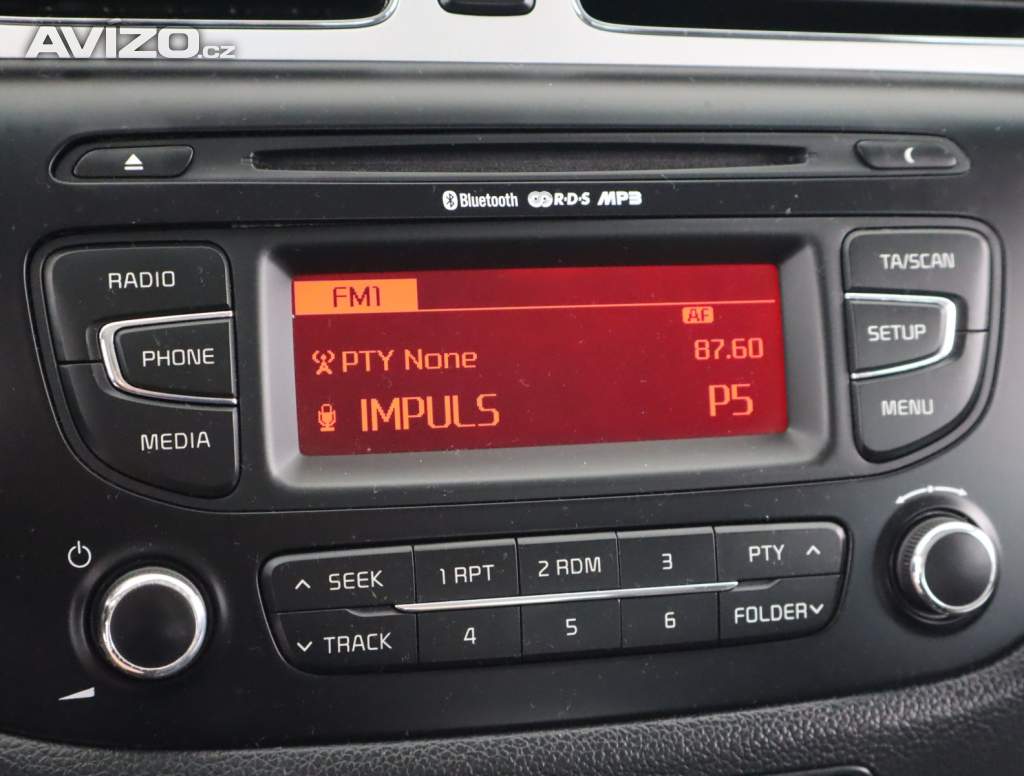 AVÍZO.cz
Bluetooth R·D·S MP3
RADIO
PHONE
MEDIA
FM1
AF
PTY None 87.60
IMPULS P5
TA/SCAN
SETUP
MENU
SEEK 1 RPT 2 RDM 3 PTY
TRACK 4 5 6 FOLDER